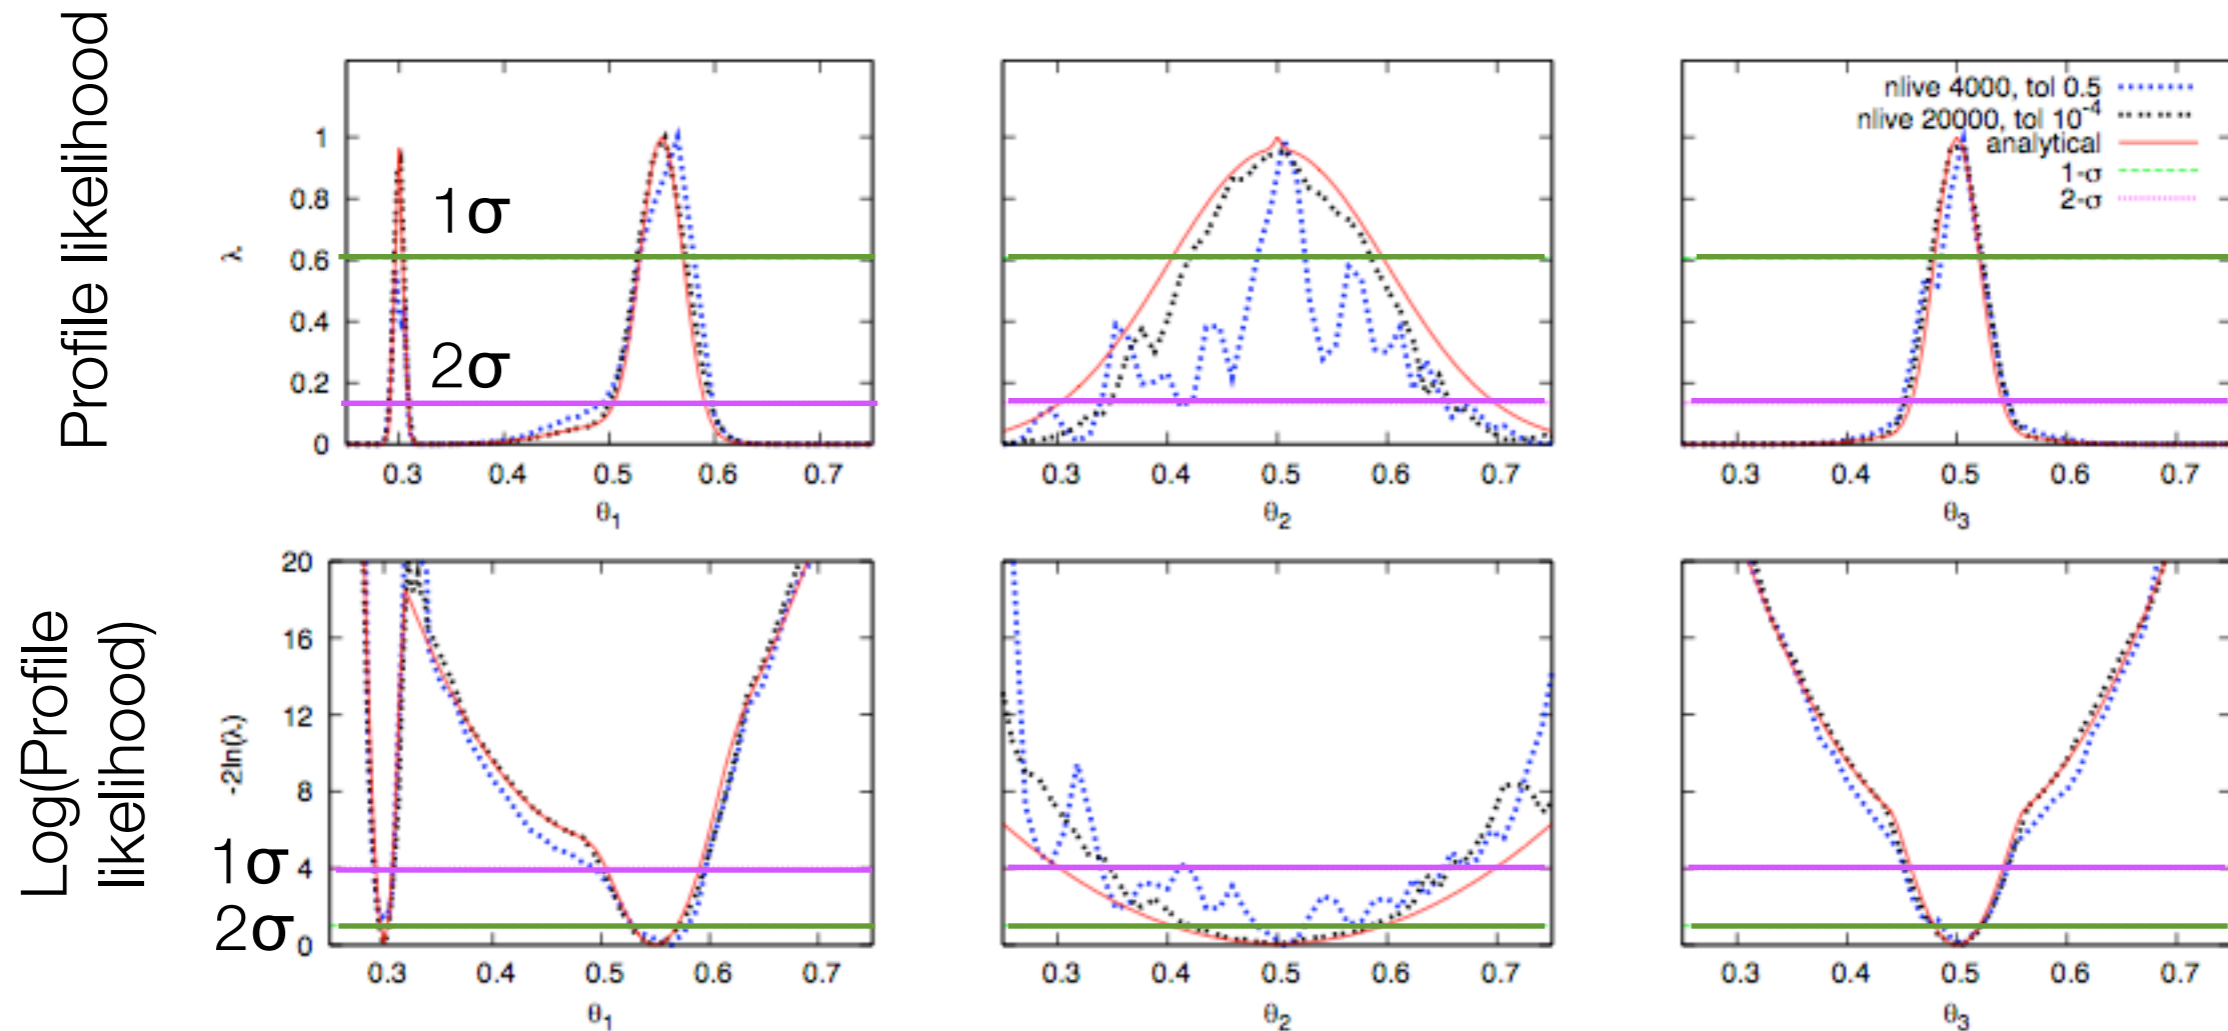 Profile likelihood
1
0.8
0.6
0.4
0.2
0
λ
1σ
2σ
0.3 0.4 0.5 0.6 0.7
θ1
0.3 0.4 0.5 0.6 0.7
θ2
nlive 4000, tol 0.5
nlive 20000, tol 10-4
analytical
1-σ
2-σ
0.3 0.4 0.5 0.6 0.7
θ3
Log(Profile
likelihood)
20
16
12
8
4
0
-2ln(λ)
1σ
2σ
0.3 0.4 0.5 0.6 0.7
θ1
0.3 0.4 0.5 0.6 0.7
θ2
0.3 0.4 0.5 0.6 0.7
θ3